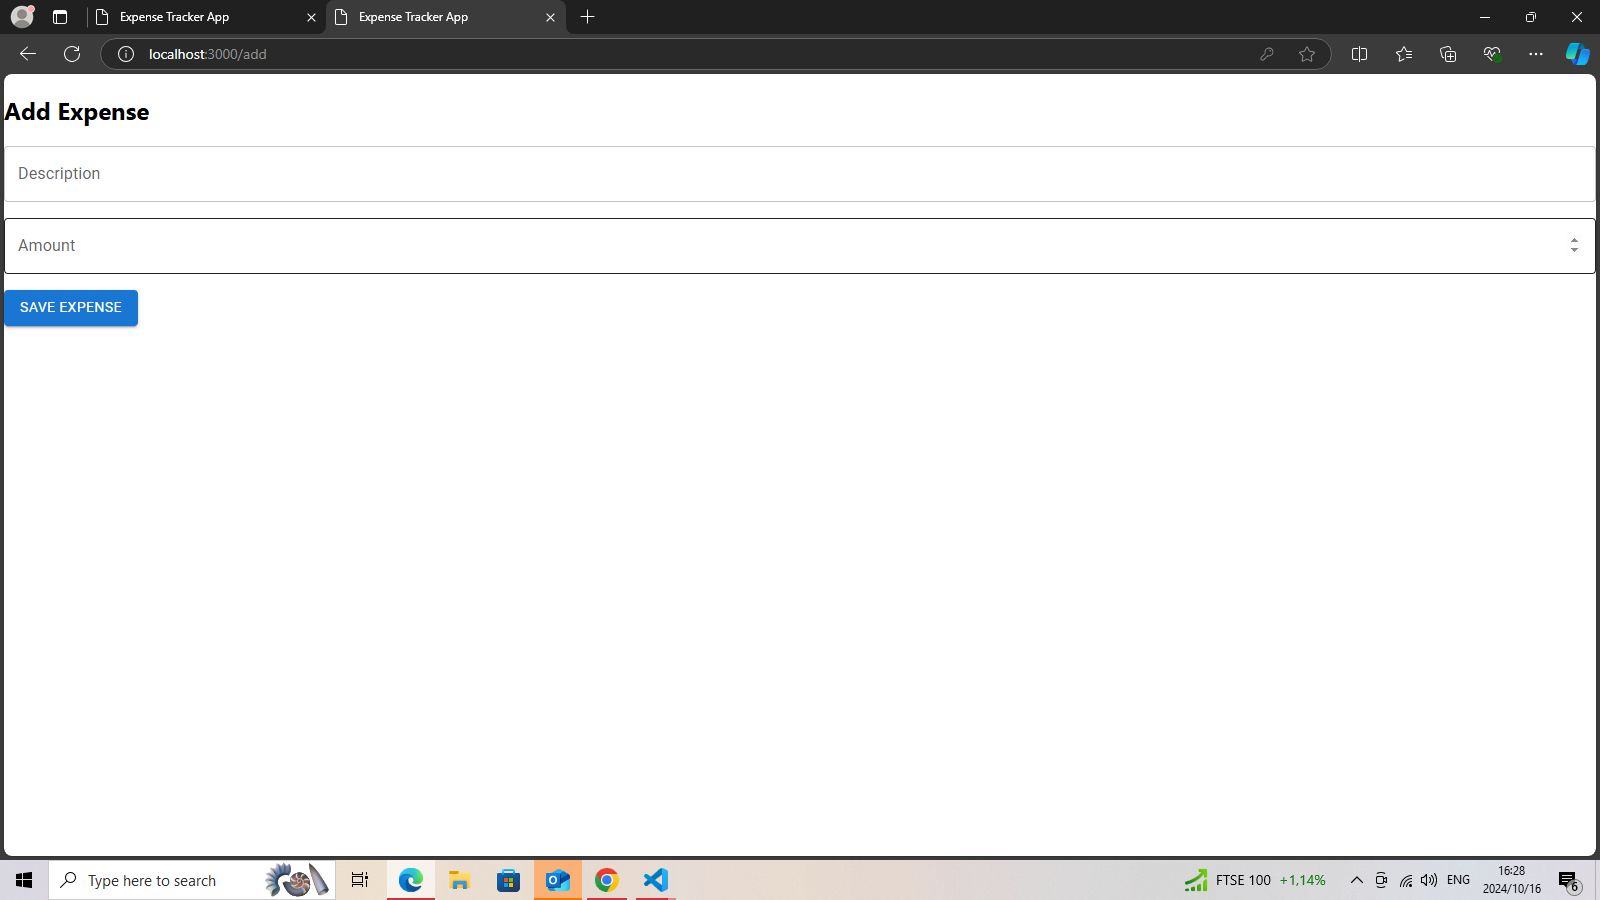 Expense Tracker App
Expense Tracker App
localhost:3000/add
Add Expense
Description
Amount
SAVE EXPENSE
Type here to search
FTSE 100 +1,14%
ENG
16:28
2024/10/16
6